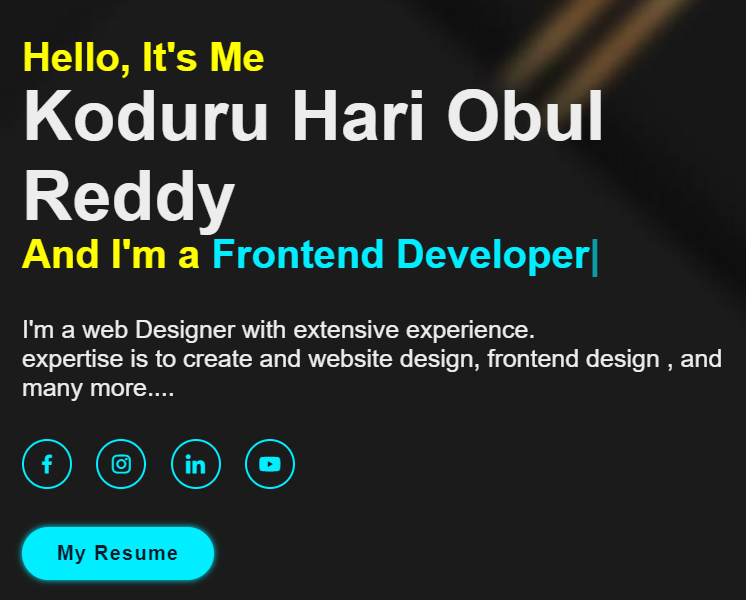 Hello, It's Me
Koduru Hari Obul
Reddy
And I'm a Frontend Developer|
I'm a web Designer with extensive experience.
expertise is to create and website design, frontend design , and
many more....
My Resume